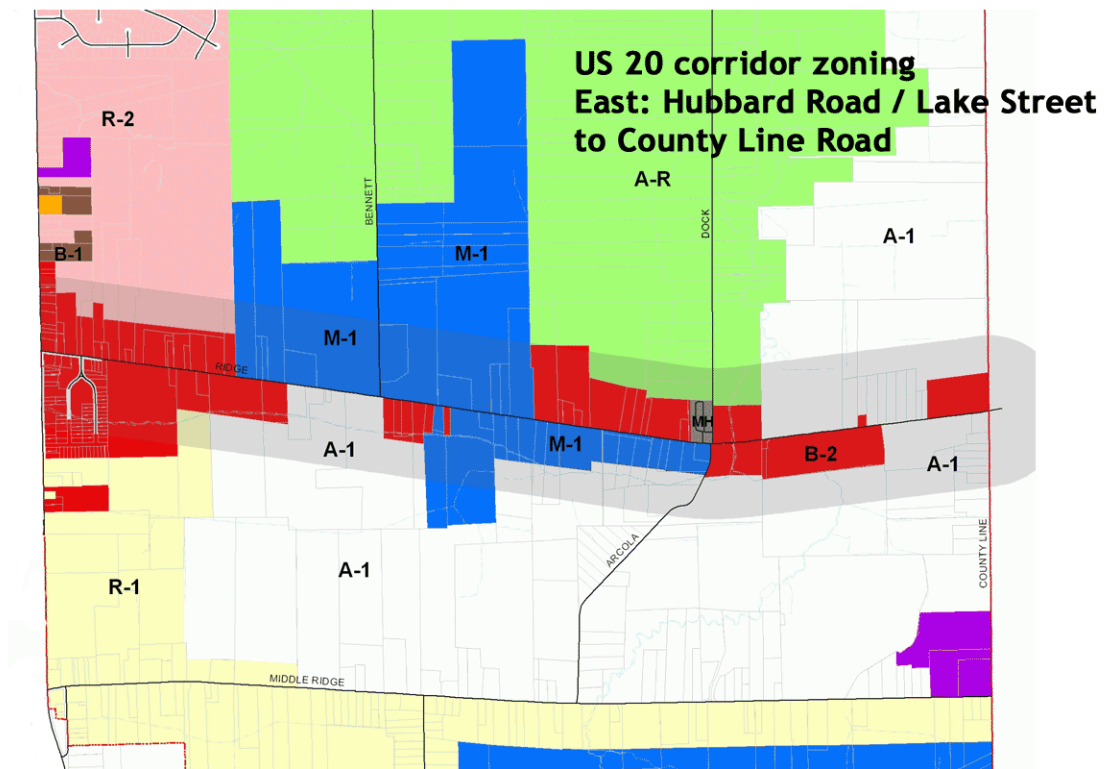 US 20 corridor zoning
East: Hubbard Road / Lake Street
to County Line Road
R-2
A-R
BENNETT
DOCK
A-1
B-1
M-1
M-1
RIDGE
MH
A-1
M-1
B-2
A-1
ARCOLA
COUNTY LINE
A-1
R-1
MIDDLE RIDGE